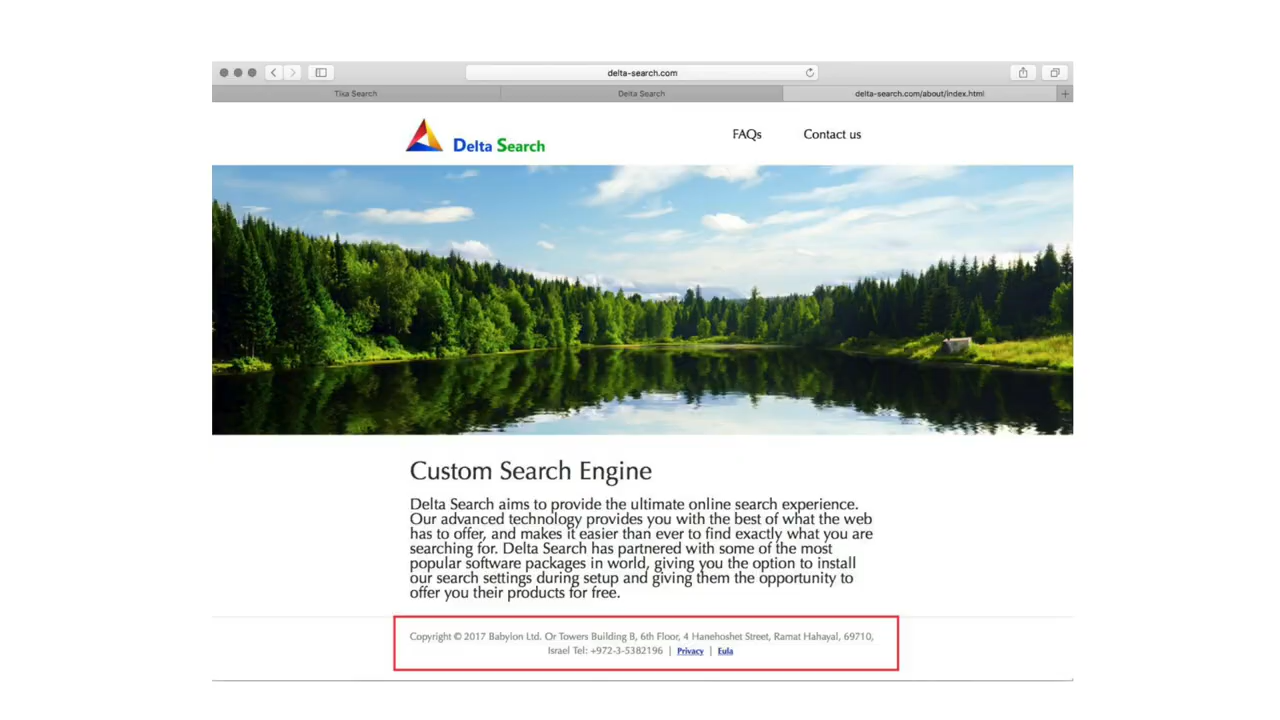 delta-search.com
Tika Search
Delta Search
delta-search.com/about/index.html
Delta Search
FAQs
Contact us
Custom Search Engine
Delta Search aims to provide the ultimate online search experience.
Our advanced technology provides you with the best of what the web
has to offer, and makes it easier than ever to find exactly what you are
searching for. Delta Search has partnered with some of the most
popular software packages in world, giving you the option to install
our search settings during setup and giving them the opportunity to
offer you their products for free.
Copyright © 2017 Babylon Ltd. Or Towers Building B, 6th Floor, 4 Hanehoshet Street, Ramat Hahayal, 69710,
Israel Tel: +972-3-5382196 | Privacy | Eula